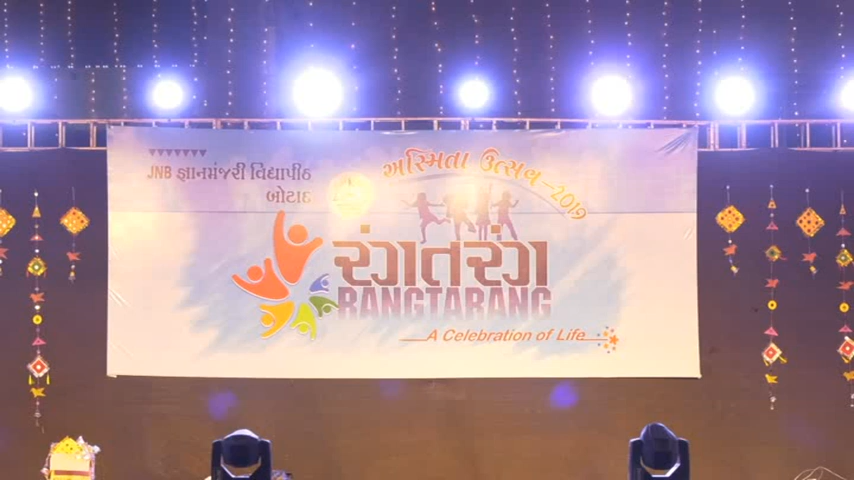 JNB જ્ઞાનમંજરી વિદ્યાપીઠ
બોટાદ
અસ્મિતા ઉત્સવ-2019
રંગતરંગ
RANGTARANG
A Celebration of Life